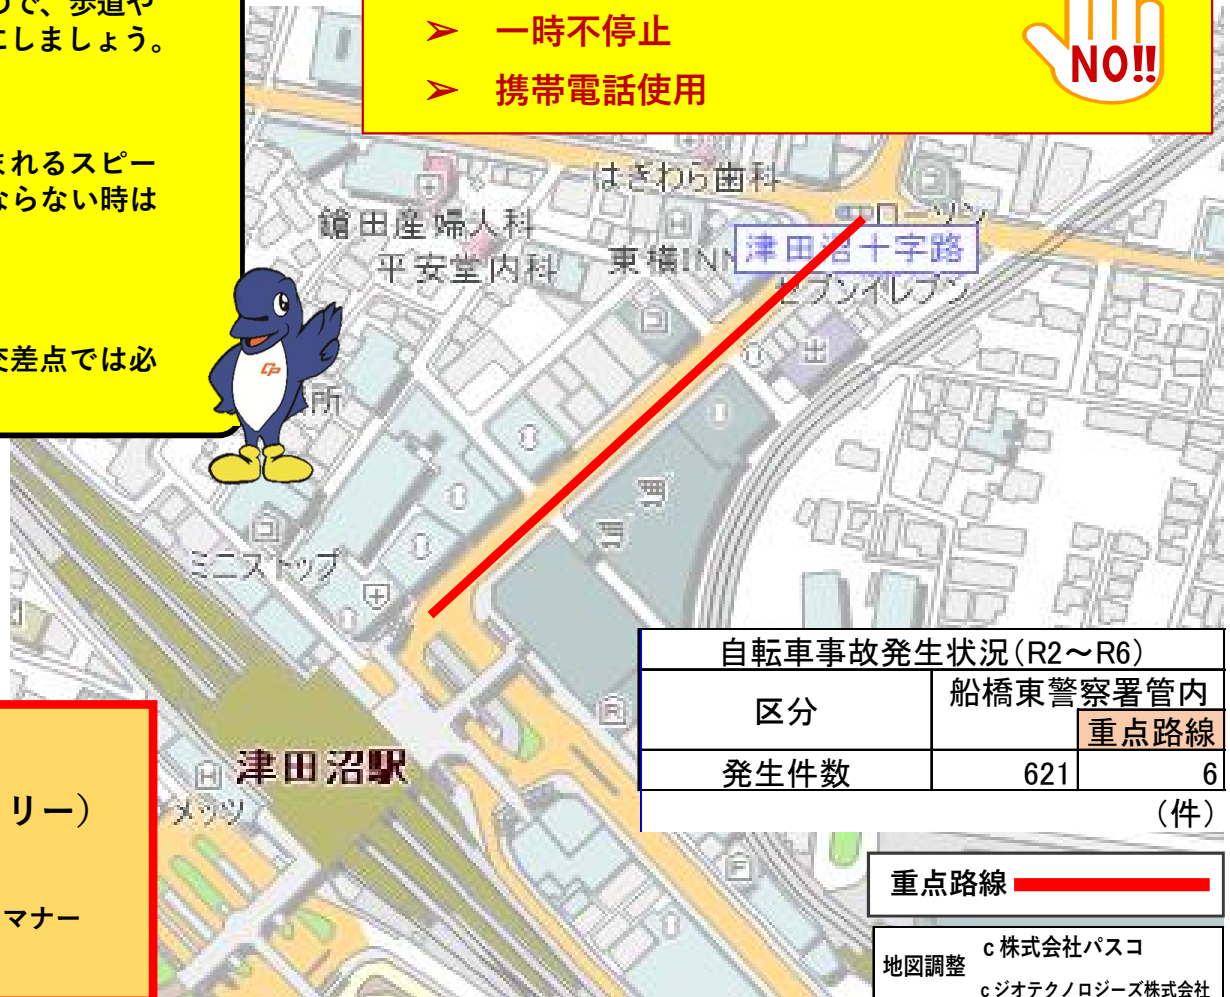 ので、歩道や
にしましょう。
まれるスピー
ならない時は
交差点では必
➢ 一時不停止
➢ 携帯電話使用
NO!!
はぎわら歯科
鎗田産婦人科
平安堂内科
東横INN
ローソン
津田沼十字路
セブンイレブン
CP
所
ミニストップ
津田沼駅
メッツ
リー）
マナー
自転車事故発生状況(R2～R6)
区分 船橋東警察署管内
重点路線
発生件数 621 6
(件)
重点路線
地図調整 c 株式会社パスコ
c ジオテクノロジーズ株式会社